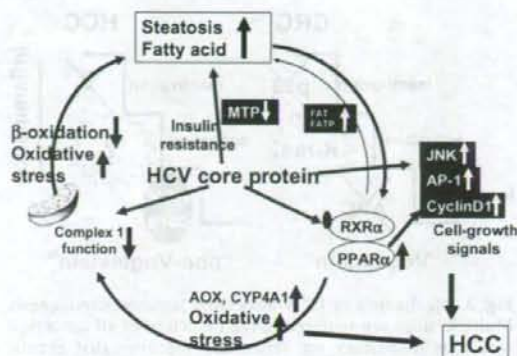 Steatosis
Fatty acid
MTP
FAT
FATP
Insulin
resistance
β-oxidation
Oxidative
stress
HCV core protein
JNK
AP-1
CyclinD1
Cell-growth
signals
RXRα
PPARα
Complex 1
function
AOX, CYP4A1
Oxidative
stress
HCC